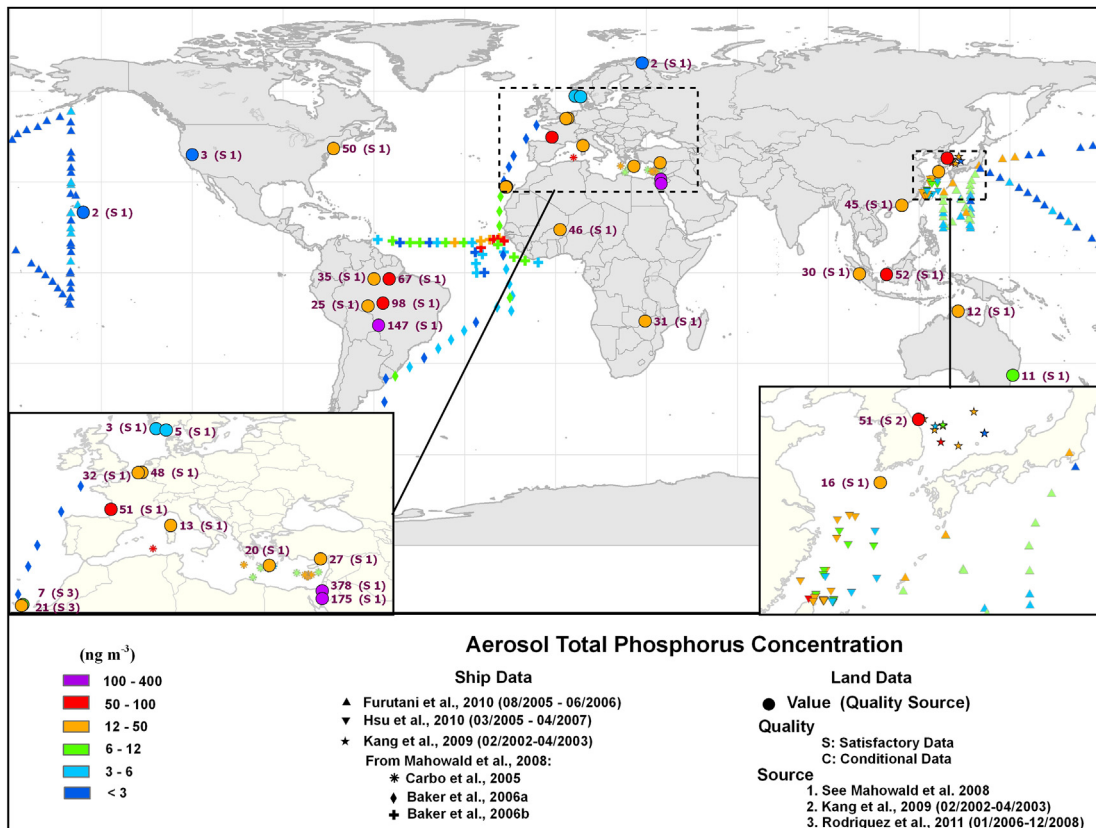 2 (S 1)
3 (S 1)
50 (S 1)
2 (S 1)
45 (S 1)
46 (S 1)
35 (S 1)
67 (S 1)
30 (S 1)
52 (S 1)
25 (S 1)
98 (S 1)
12 (S 1)
147 (S 1)
31 (S 1)
11 (S 1)
3 (S 1)
5 (S 1)
32 (S 1)
48 (S 1)
51 (S 1)
13 (S 1)
20 (S 1)
27 (S 1)
378 (S 1)
175 (S 1)
7 (S 3)
21 (S 3)
51 (S 2)
16 (S 1)
Aerosol Total Phosphorus Concentration
(ng m⁻³)
100 - 400
50 - 100
12 - 50
6 - 12
3 - 6
< 3
Ship Data
Furutani et al., 2010 (08/2005 - 06/2006)
Hsu et al., 2010 (03/2005 - 04/2007)
Kang et al., 2009 (02/2002-04/2003)
From Mahowald et al., 2008:
Carbo et al., 2005
Baker et al., 2006a
Baker et al., 2006b
Land Data
Value (Quality Source)
Quality
S: Satisfactory Data
C: Conditional Data
Source
1. See Mahowald et al. 2008
2. Kang et al., 2009 (02/2002-04/2003)
3. Rodriguez et al., 2011 (01/2006-12/2008)